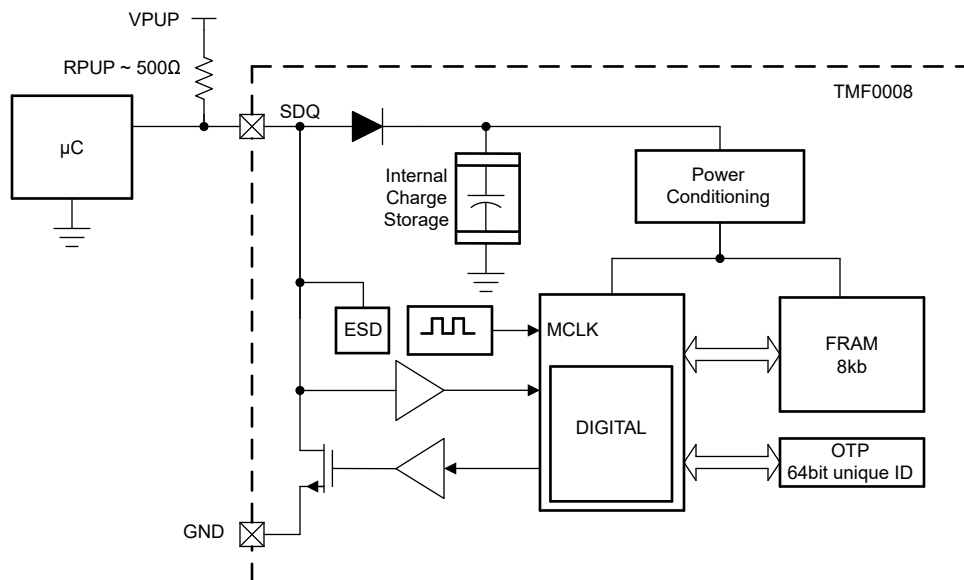 VPUP
RPUP ~ 500Ω
TMF0008
SDQ
µC
Internal
Charge
Storage
Power
Conditioning
ESD
MCLK
FRAM
8kb
DIGITAL
OTP
64bit unique ID
GND